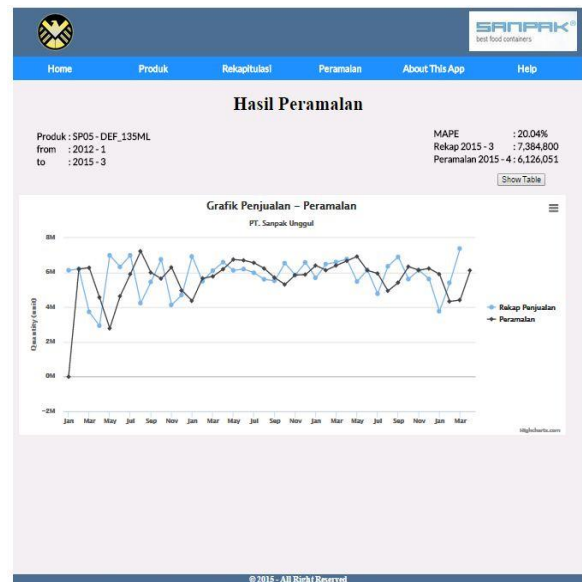 SANPAK®
best food containers
Home Produk Rekapitulasi Peramalan About This App Help
Hasil Peramalan
Produk : SP05 - DEF_135ML
from : 2012 - 1
to : 2015 - 3
MAPE : 20.04%
Rekap 2015 - 3 : 7,384,800
Peramalan 2015 - 4 : 6,126,051
Show Table
Grafik Penjualan – Peramalan
PT. Sanpak Unggul
Quantity (unit)
8M
6M
4M
2M
0M
−2M
Jan Mar May Jul Sep Nov Jan Mar May Jul Sep Nov Jan Mar May Jul Sep Nov Jan Mar
Rekap Penjualan
Peramalan
Highcharts.com
© 2015 - All Right Reserved